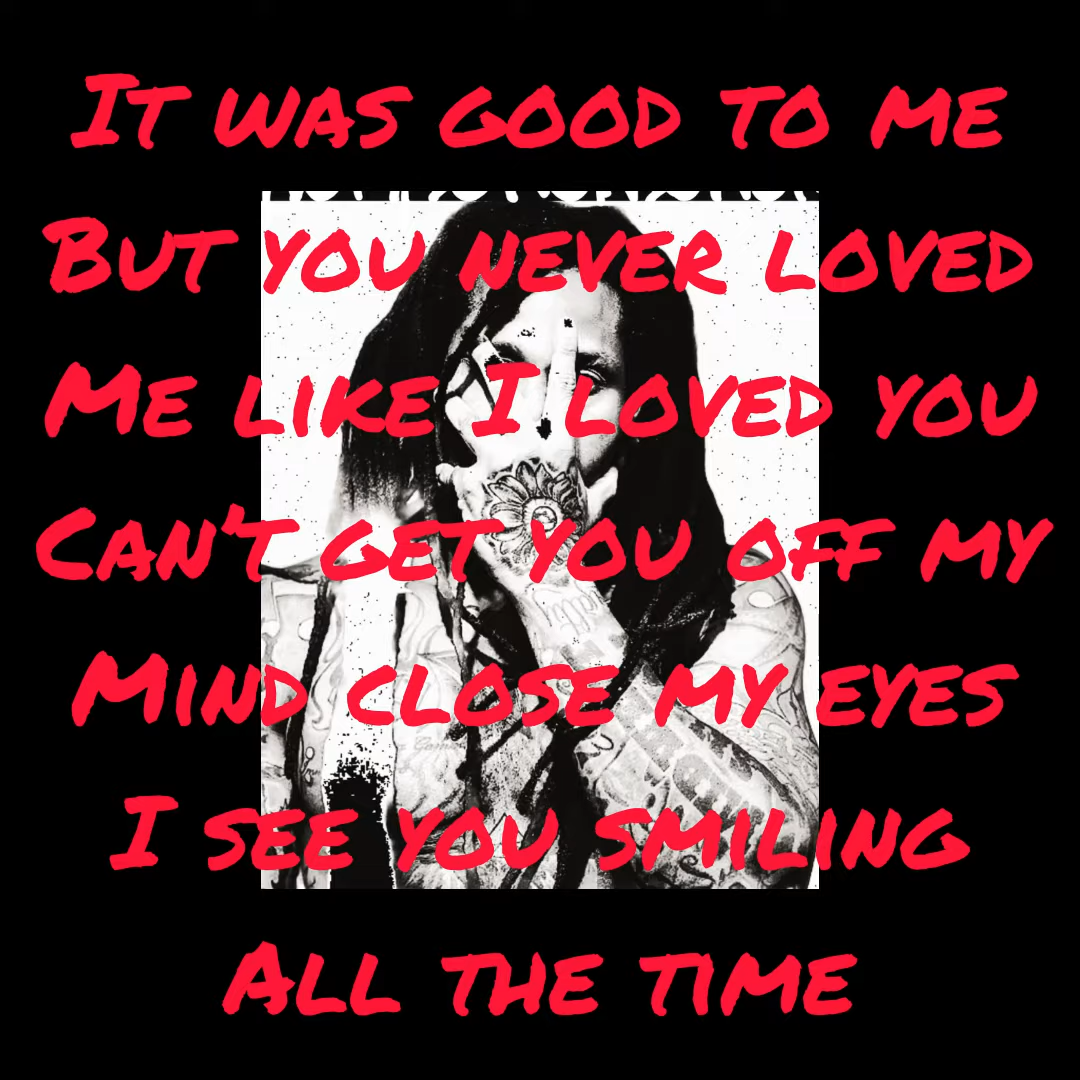 It was good to me
But you never loved
Me like I loved you
Can't get you off my
Mind close my eyes
I see you smiling
All the time